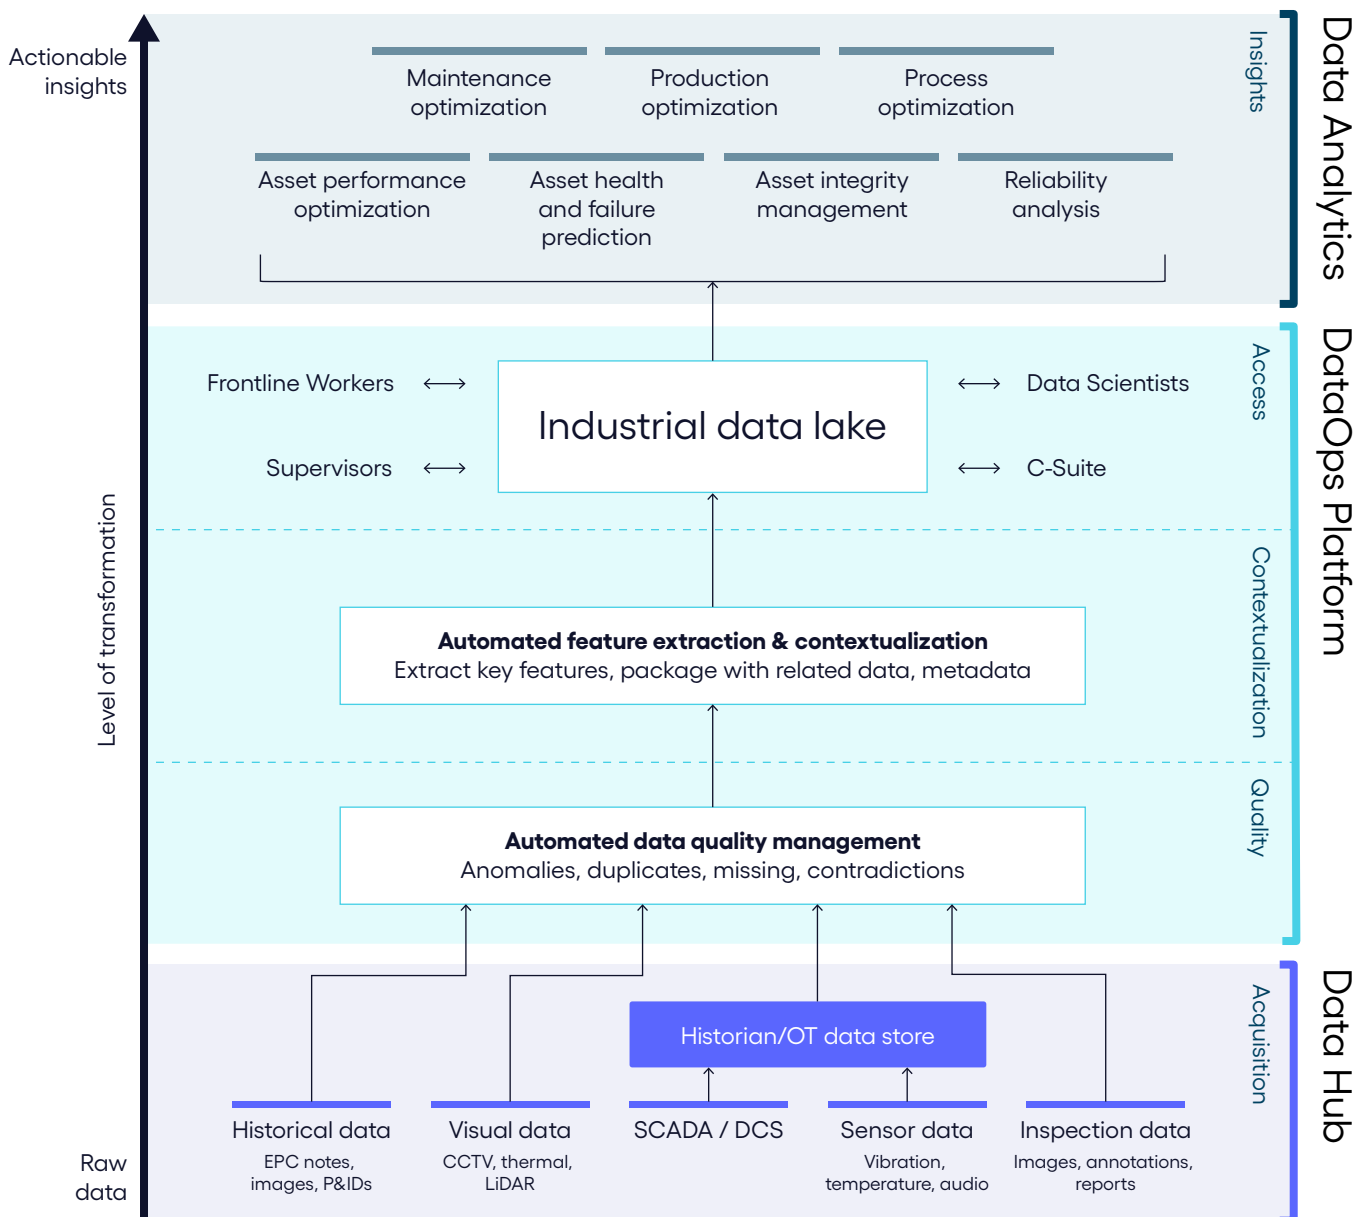 Actionable
insights
Maintenance
optimization
Production
optimization
Process
optimization
Asset performance
optimization
Asset health
and failure
prediction
Asset integrity
management
Reliability
analysis
Insights
Data Analytics
Frontline Workers
Supervisors
Industrial data lake
Data Scientists
C-Suite
Access
DataOps Platform
Level of transformation
Automated feature extraction & contextualization
Extract key features, package with related data, metadata
Contextualization
Automated data quality management
Anomalies, duplicates, missing, contradictions
Quality
Historian/OT data store
Acquisition
Data Hub
Historical data
EPC notes,
images, P&IDs
Visual data
CCTV, thermal,
LiDAR
SCADA / DCS
Sensor data
Vibration,
temperature, audio
Inspection data
Images, annotations,
reports
Raw
data